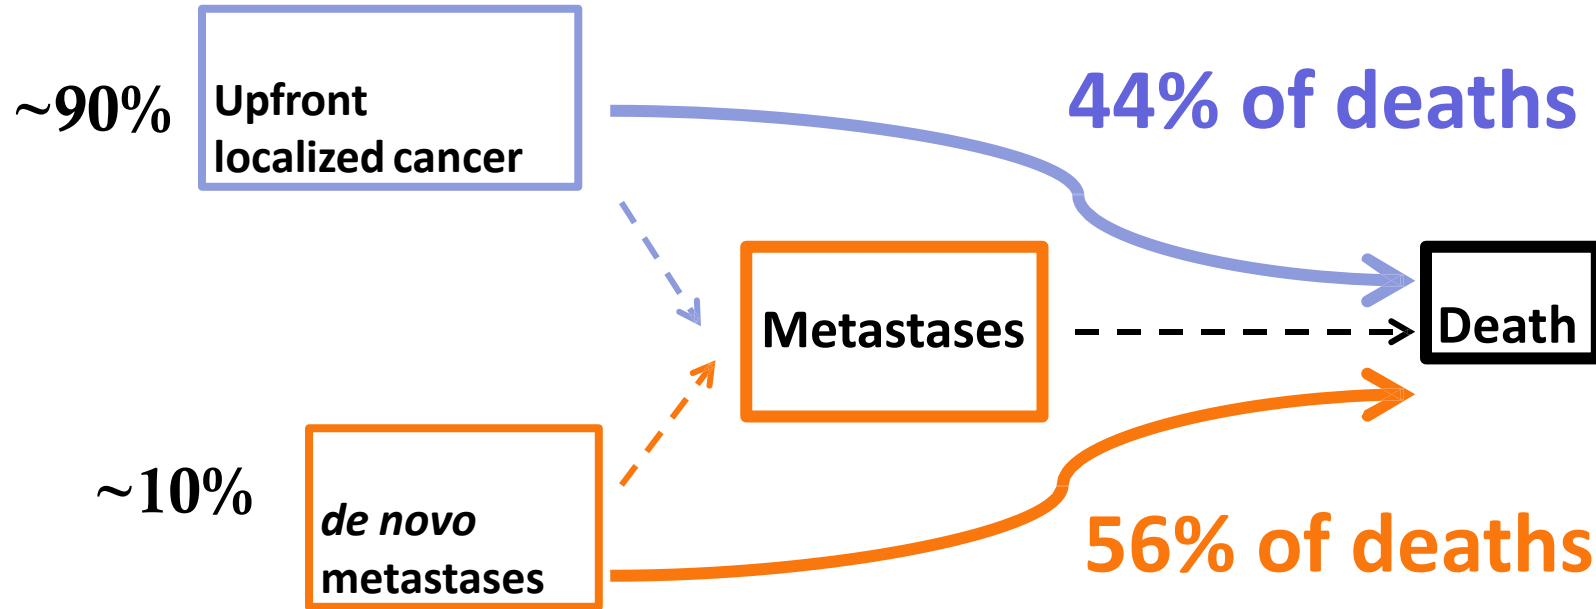 ~90%
Upfront
localized cancer
44% of deaths
Metastases
Death
~10%
de novo
metastases
56% of deaths